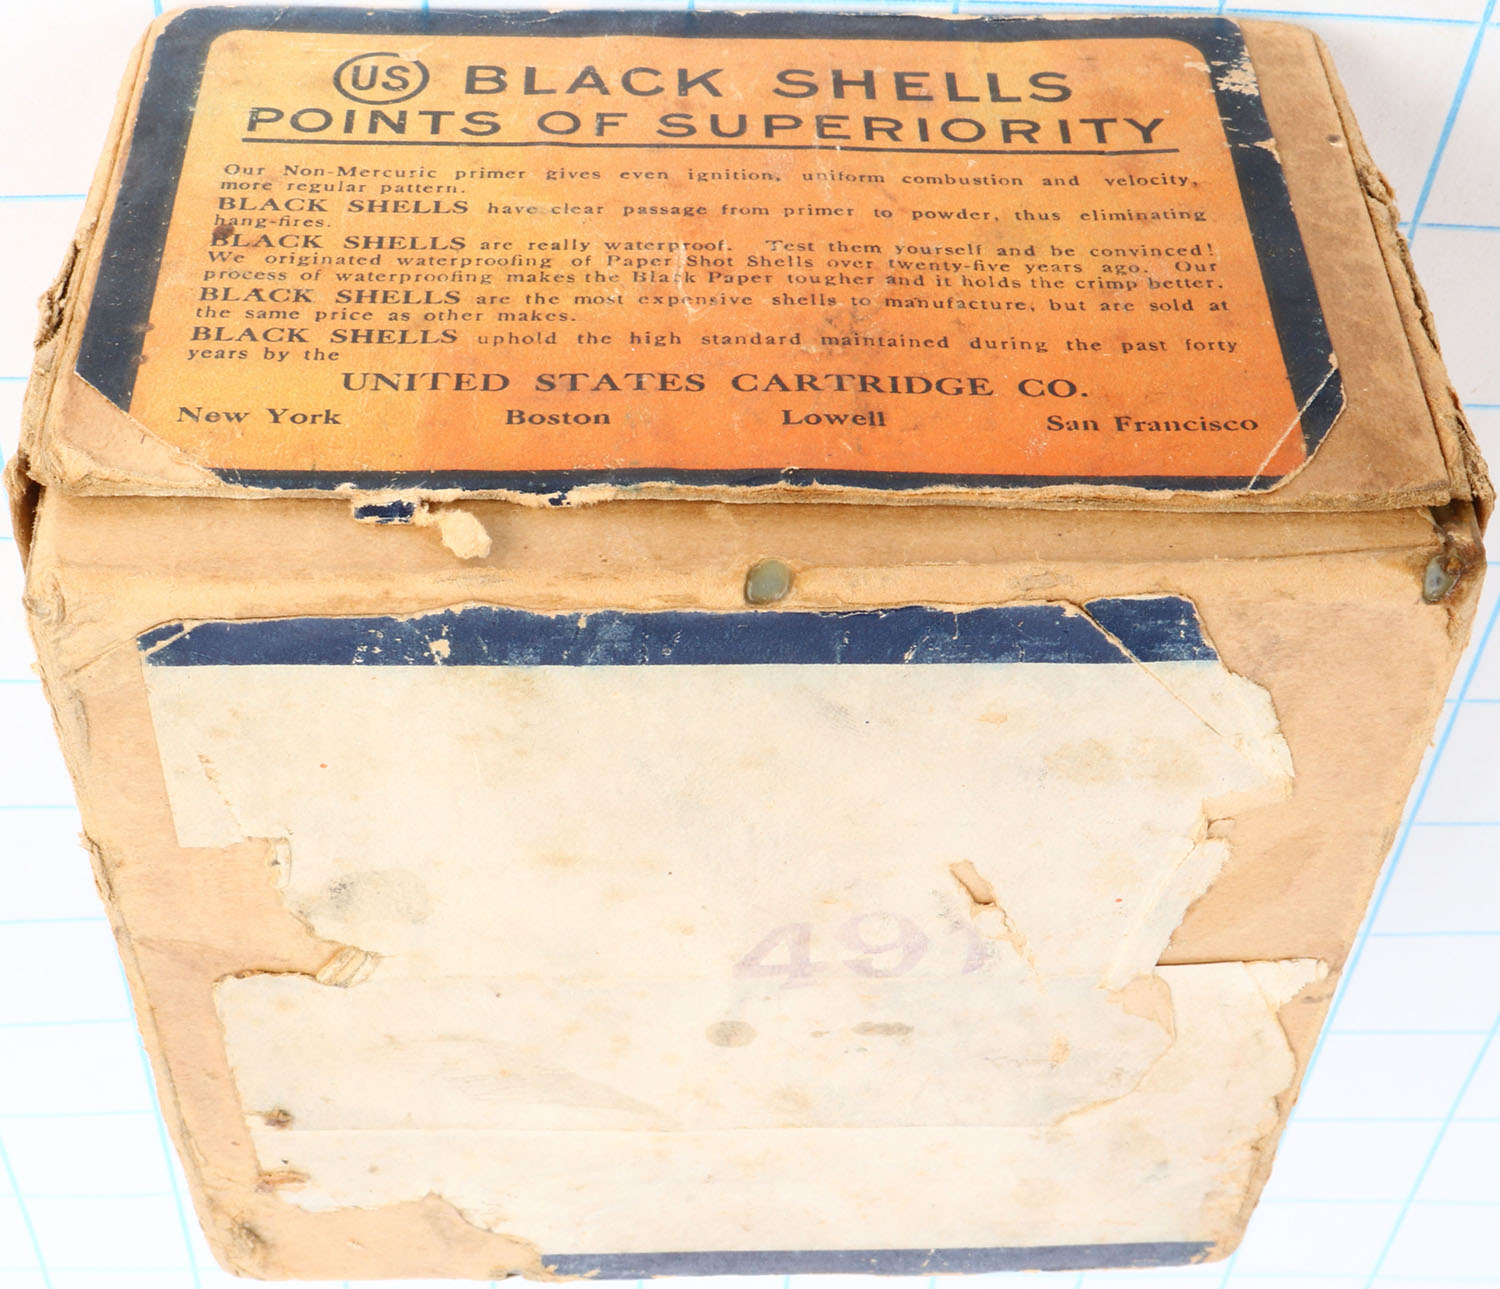 US BLACK SHELLS
POINTS OF SUPERIORITY
Our Non-Mercuric primer gives even ignition, uniform combustion and velocity,
more regular pattern.
BLACK SHELLS have clear passage from primer to powder, thus eliminating
hang-fires.
BLACK SHELLS are really waterproof. Test them yourself and be convinced!
We originated waterproofing of Paper Shot Shells over twenty-five years ago. Our
process of waterproofing makes the Black Paper tougher and it holds the crimp better.
BLACK SHELLS are the most expensive shells to manufacture, but are sold at
the same price as other makes.
BLACK SHELLS uphold the high standard maintained during the past forty
years by the
UNITED STATES CARTRIDGE CO.
New York Boston Lowell San Francisco